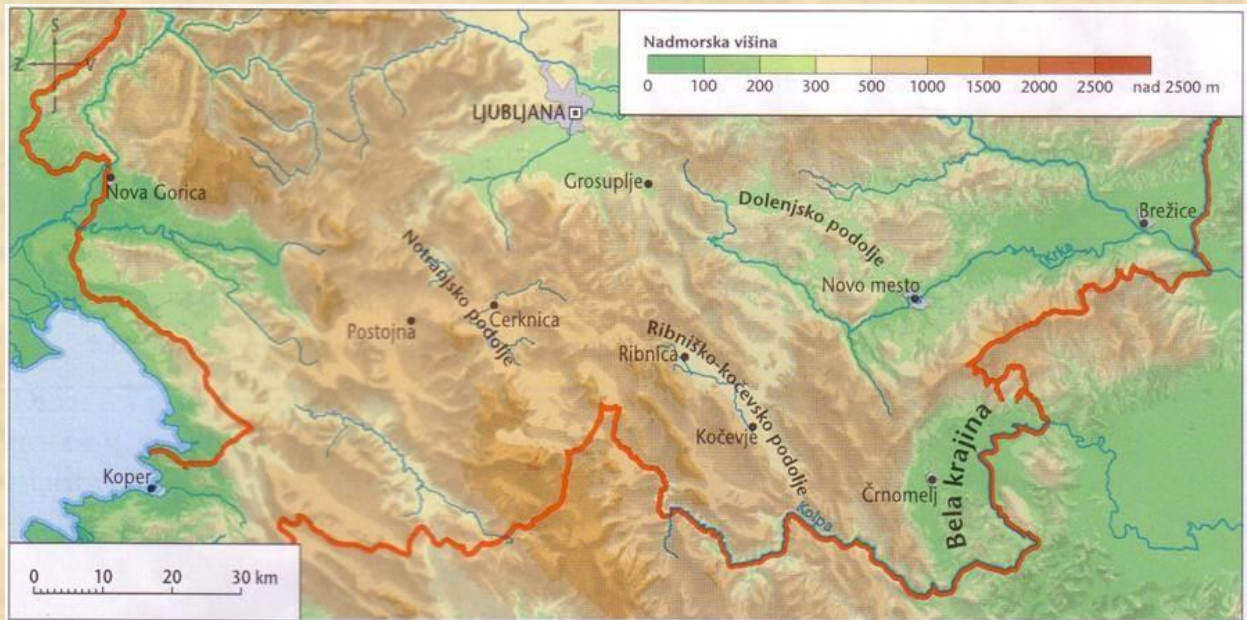 S
Z V
J
Nadmorska višina
0 100 200 300 500 1000 1500 2000 2500 nad 2500 m
LJUBLJANA
Nova Gorica
Grosuplje
Dolenjsko podolje
Brežice
Krka
Notranjsko podolje
Novo mesto
Cerknica
Postojna
Ribniško-kočevsko podolje
Ribnica
Kočevje
Koper
Črnomelj
Bela krajina
Kolpa
0 10 20 30 km